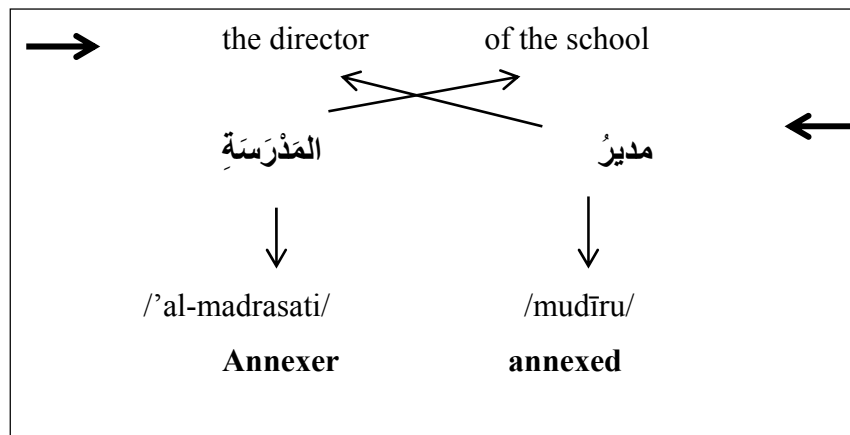 the director of the school
مديرُ المَدْرَسَةِ
/’al-madrasati/ /mudīru/
Annexer annexed